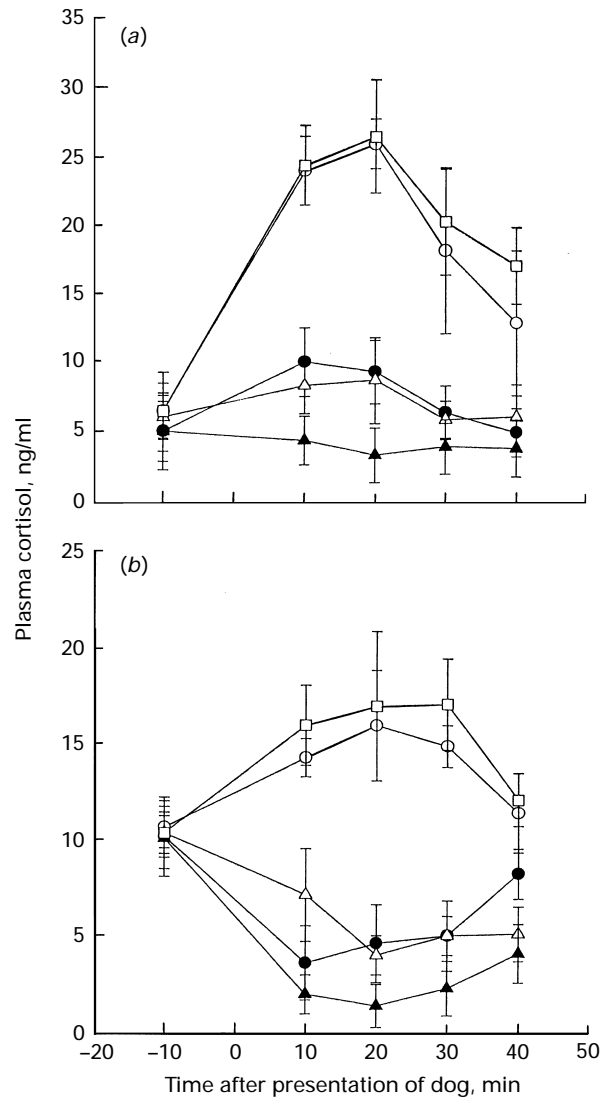 (a)
35
30
25
20
15
10
5
0
(b)
25
20
15
10
5
0
Plasma cortisol, ng/ml
–20 –10 0 10 20 30 40 50
Time after presentation of dog, min